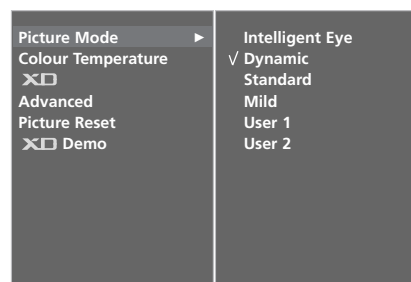 Picture Mode ►
Colour Temperature
XD
Advanced
Picture Reset
XD Demo
Intelligent Eye
√ Dynamic
Standard
Mild
User 1
User 2